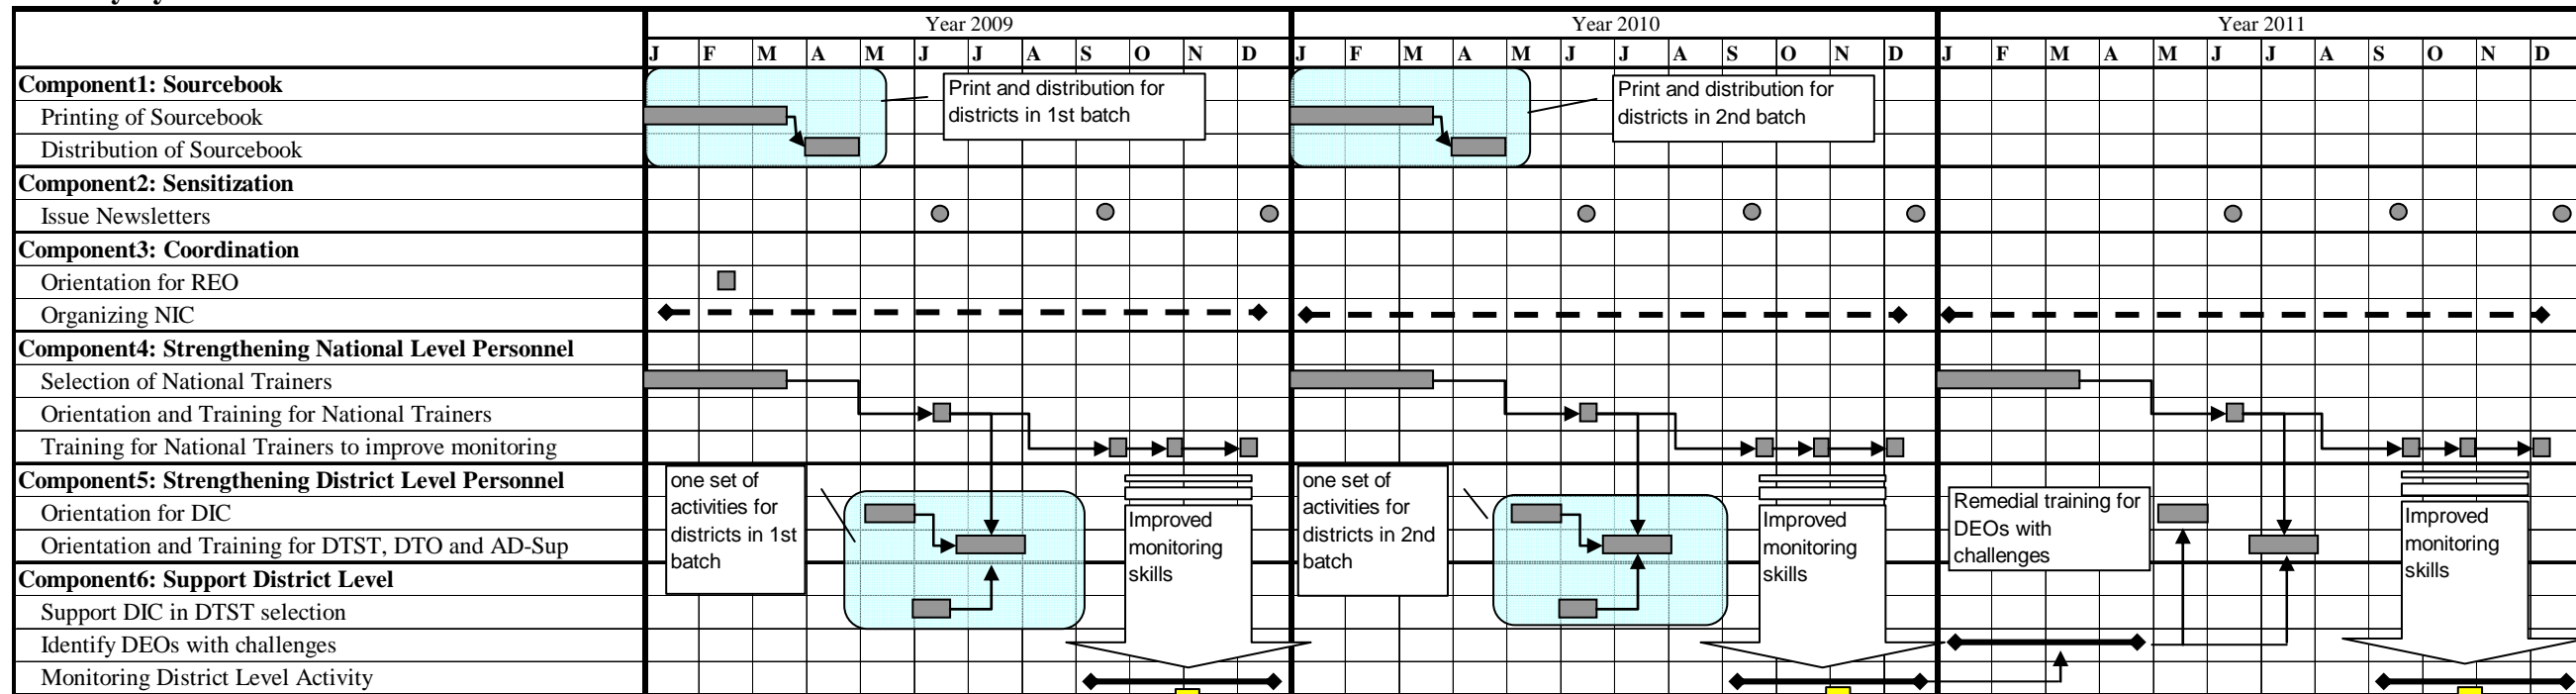 Year 2009 Year 2010 Year 2011
J F M A M J J A S O N D J F M A M J J A S O N D J F M A M J J A S O N D
Component1: Sourcebook
Printing of Sourcebook
Distribution of Sourcebook
Print and distribution for
districts in 1st batch
Print and distribution for
districts in 2nd batch
Component2: Sensitization
Issue Newsletters
Component3: Coordination
Orientation for REO
Organizing NIC
Component4: Strengthening National Level Personnel
Selection of National Trainers
Orientation and Training for National Trainers
Training for National Trainers to improve monitoring
Component5: Strengthening District Level Personnel
Orientation for DIC
Orientation and Training for DTST, DTO and AD-Sup
Component6: Support District Level
Support DIC in DTST selection
Identify DEOs with challenges
Monitoring District Level Activity
one set of
activities for
districts in 1st
batch
Improved
monitoring
skills
one set of
activities for
districts in 2nd
batch
Improved
monitoring
skills
Remedial training for
DEOs with
challenges
Improved
monitoring
skills